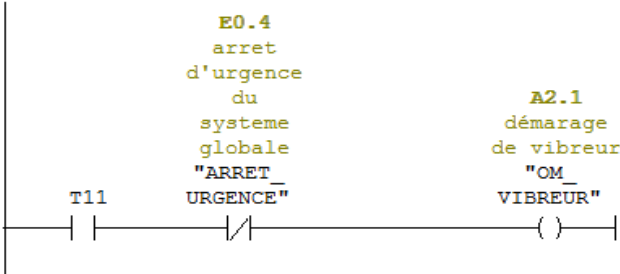 E0.4
arret
d'urgence
du
systeme
globale
"ARRET_
URGENCE"
T11
A2.1
démarage
de vibreur
"OM_
VIBREUR"